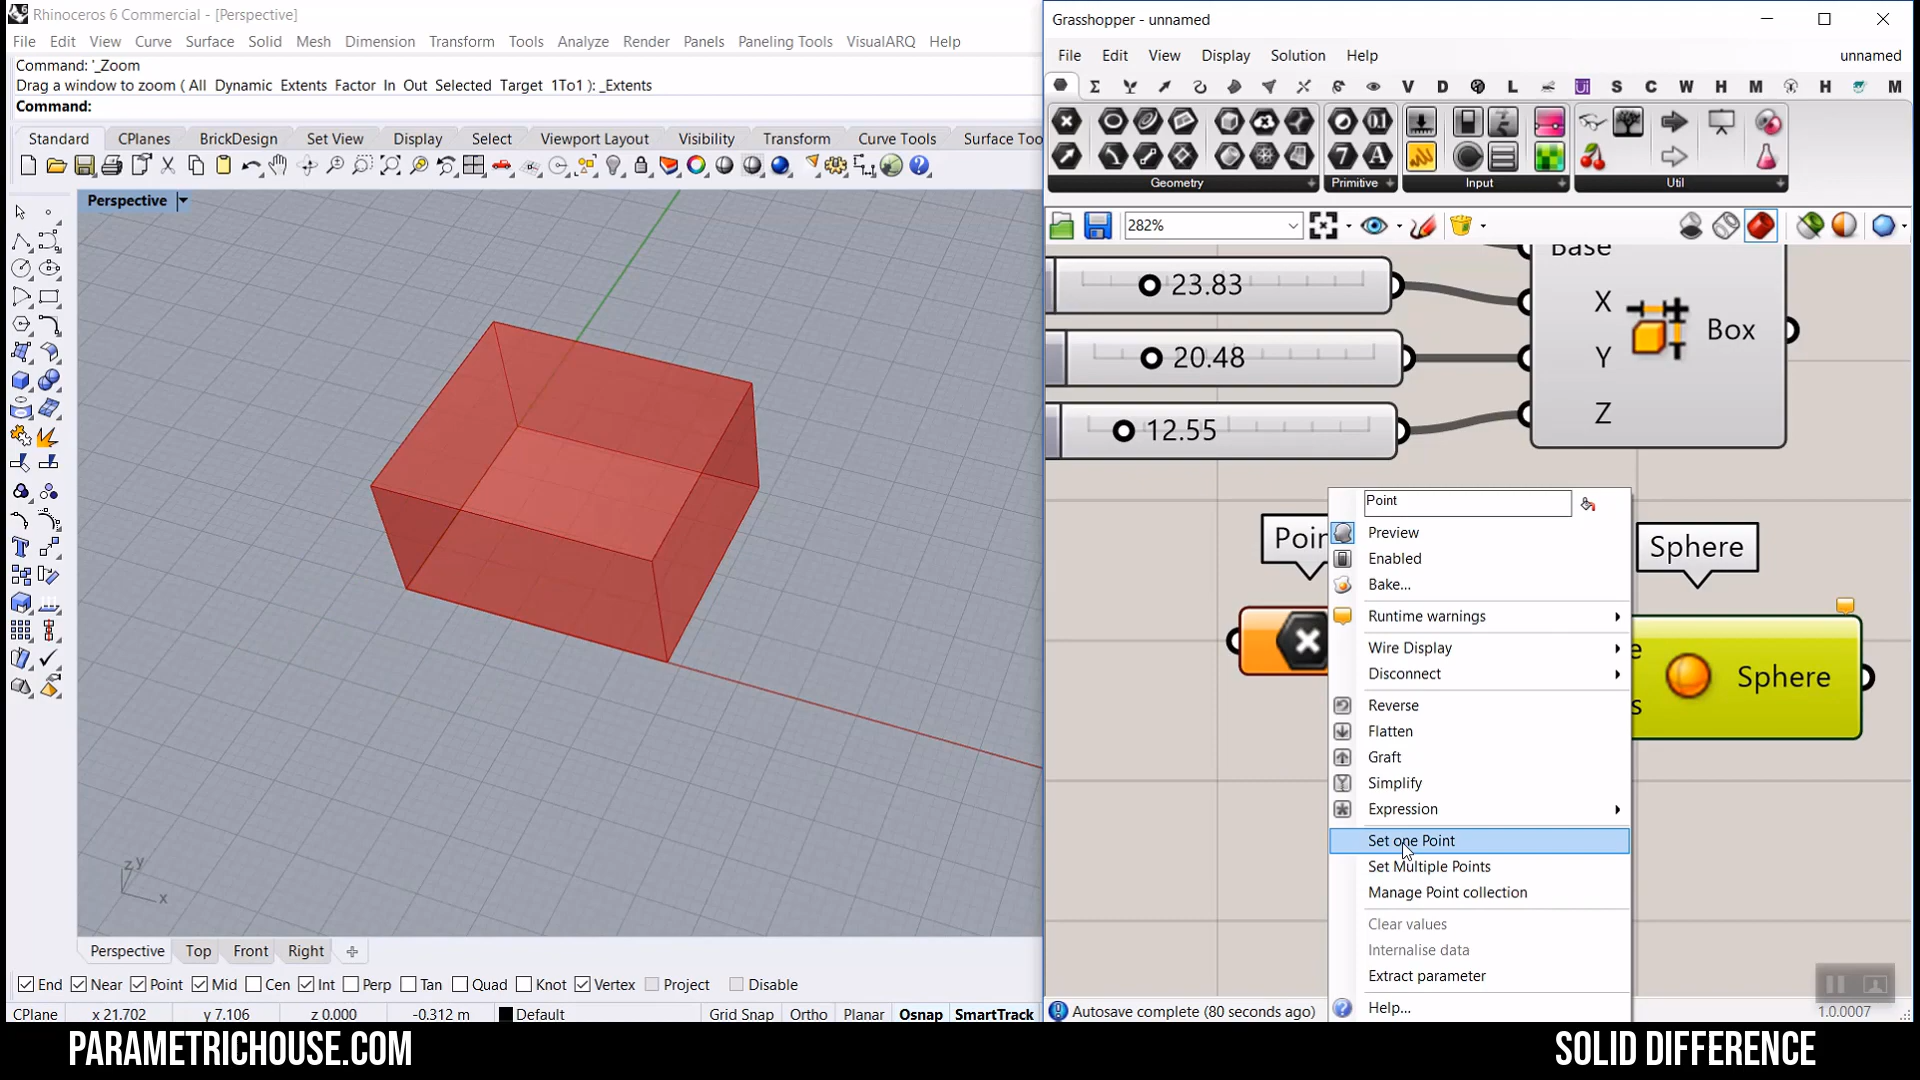 Rhinoceros 6 Commercial - [Perspective]
File Edit View Curve Surface Solid Mesh Dimension Transform Tools Analyze Render Panels Paneling Tools VisualARQ Help
Command: '_Zoom
Drag a window to zoom ( All Dynamic Extents Factor In Out Selected Target 1To1 ): _Extents
Command:
Standard CPlanes BrickDesign Set View Display Select Viewport Layout Visibility Transform Curve Tools Surface Too
Perspective
z y
x
Perspective Top Front Right
End Near Point Mid Cen Int Perp Tan Quad Knot Vertex Project Disable
CPlane x 21.702 y 7.106 z 0.000 -0.312 m Default Grid Snap Ortho Planar Osnap SmartTrack
Grasshopper - unnamed
File Edit View Display Solution Help unnamed
V D L S C W H M H M
Geometry Primitive Input Util
282%
Base
23.83 X
20.48 Y Box
12.55 Z
Poin
Sphere
e
Sphere
s
Point
Preview
Enabled
Bake...
Runtime warnings
Wire Display
Disconnect
Reverse
Flatten
Graft
Simplify
Expression
Set one Point
Set Multiple Points
Manage Point collection
Clear values
Internalise data
Extract parameter
Help...
Autosave complete (80 seconds ago)
1.0.0007
PARAMETRICHOUSE.COM
SOLID DIFFERENCE